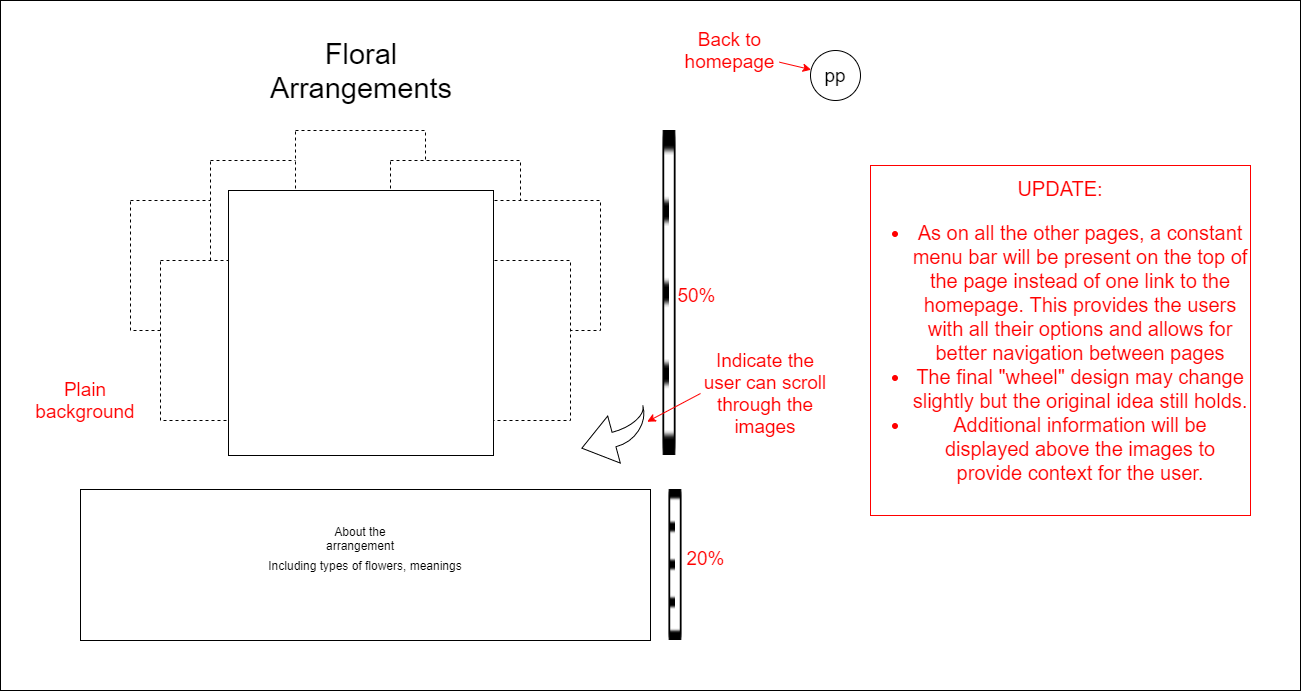 Floral
Arrangements
Back to
homepage
pp
UPDATE:
As on all the other pages, a constant
menu bar will be present on the top of
the page instead of one link to the
homepage. This provides the users
with all their options and allows for
better navigation between pages
The final "wheel" design may change
slightly but the original idea still holds.
Additional information will be
displayed above the images to
provide context for the user.
50%
Indicate the
user can scroll
through the
images
Plain
background
About the
arrangement
Including types of flowers, meanings
20%